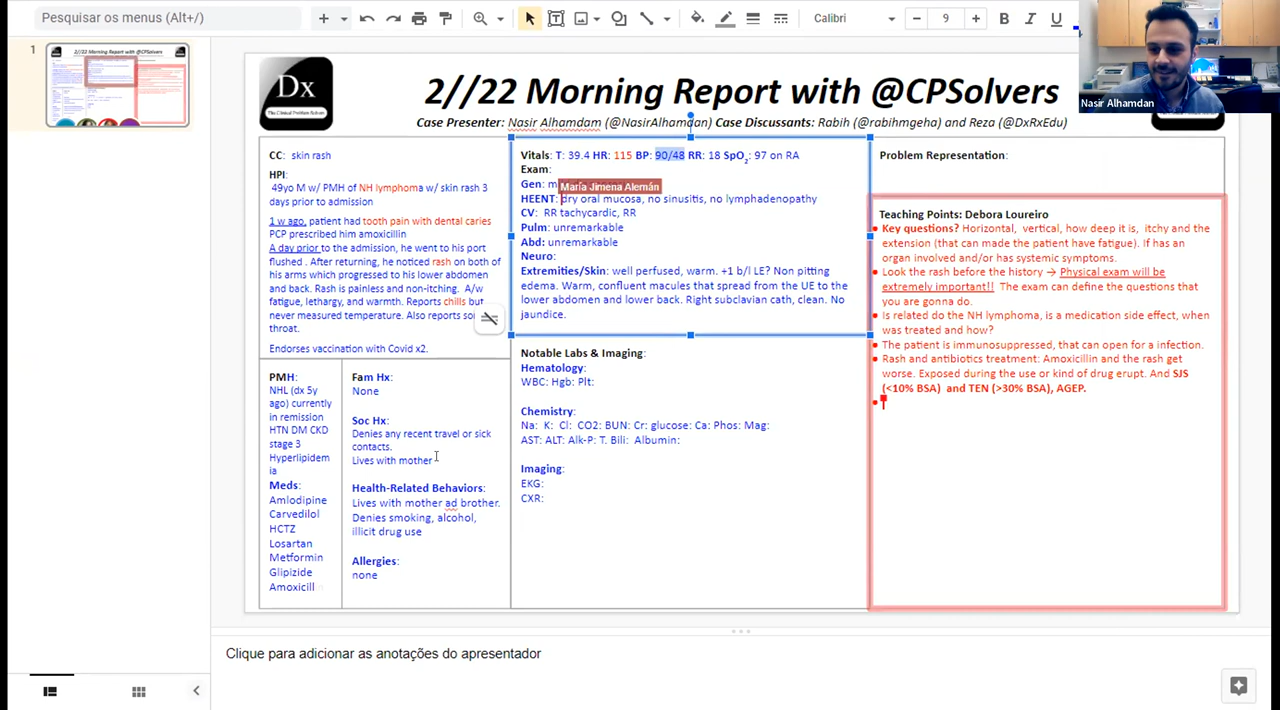 Pesquisar os menus (Alt+/)
Calibri
9
B
I
U
Nasir Alhamdan
1
Dx
The Clinical Problem Solvers
2//22 Morning Report with @CPSolvers
Case Presenter: Nasir Alhamdam (@NasirAlhamdan) Case Discussants: Rabih (@rabihmgeha) and Reza (@DxRxEdu)
CC: skin rash
HPI:
49yo M w/ PMH of NH lymphoma w/ skin rash 3
days prior to admission
1 w ago, patient had tooth pain with dental caries
PCP prescribed him amoxicillin
A day prior to the admission, he went to his port
flushed . After returning, he noticed rash on both of
his arms which progressed to his lower abdomen
and back. Rash is painless and non-itching. A/w
fatigue, lethargy, and warmth. Reports chills but
never measured temperature. Also reports
throat.
Endorses vaccination with Covid x2.
PMH:
NHL (dx 5y
ago) currently
in remission
HTN DM CKD
stage 3
Hyperlipidem
ia
Meds:
Amlodipine
Carvedilol
HCTZ
Losartan
Metformin
Glipizide
Amoxicillin
Fam Hx:
None
Soc Hx:
Denies any recent travel or sick
contacts.
Lives with mother
Health-Related Behaviors:
Lives with mother ad brother.
Denies smoking, alcohol,
illicit drug use
Allergies:
none
Vitals: T: 39.4 HR: 115 BP: 90/48 RR: 18 SpO2: 97 on RA
Exam:
Gen:
María Jimena Alemán
HEENT: dry oral mucosa, no sinusitis, no lymphadenopathy
CV: RR tachycardic, RR
Pulm: unremarkable
Abd: unremarkable
Neuro:
Extremities/Skin: well perfused, warm. +1 b/l LE? Non pitting
edema. Warm, confluent macules that spread from the UE to the
lower abdomen and lower back. Right subclavian cath, clean. No
jaundice.
Notable Labs & Imaging:
Hematology:
WBC: Hgb: Plt:
Chemistry:
Na: K: Cl: CO2: BUN: Cr: glucose: Ca: Phos: Mag:
AST: ALT: Alk-P: T. Bili: Albumin:
Imaging:
EKG:
CXR:
Problem Representation:
Teaching Points: Debora Loureiro
Key questions? Horizontal, vertical, how deep it is, itchy and the
extension (that can made the patient have fatigue). If has an
organ involved and/or has systemic symptoms.
Look the rash before the history → Physical exam will be
extremely important!! The exam can define the questions that
you are gonna do.
Is related do the NH lymphoma, is a medication side effect, when
was treated and how?
The patient is immunosuppressed, that can open for a infection.
Rash and antibiotics treatment: Amoxicillin and the rash get
worse. Exposed during the use or kind of drug erupt. And SJS
(<10% BSA) and TEN (>30% BSA), AGEP.
Clique para adicionar as anotações do apresentador